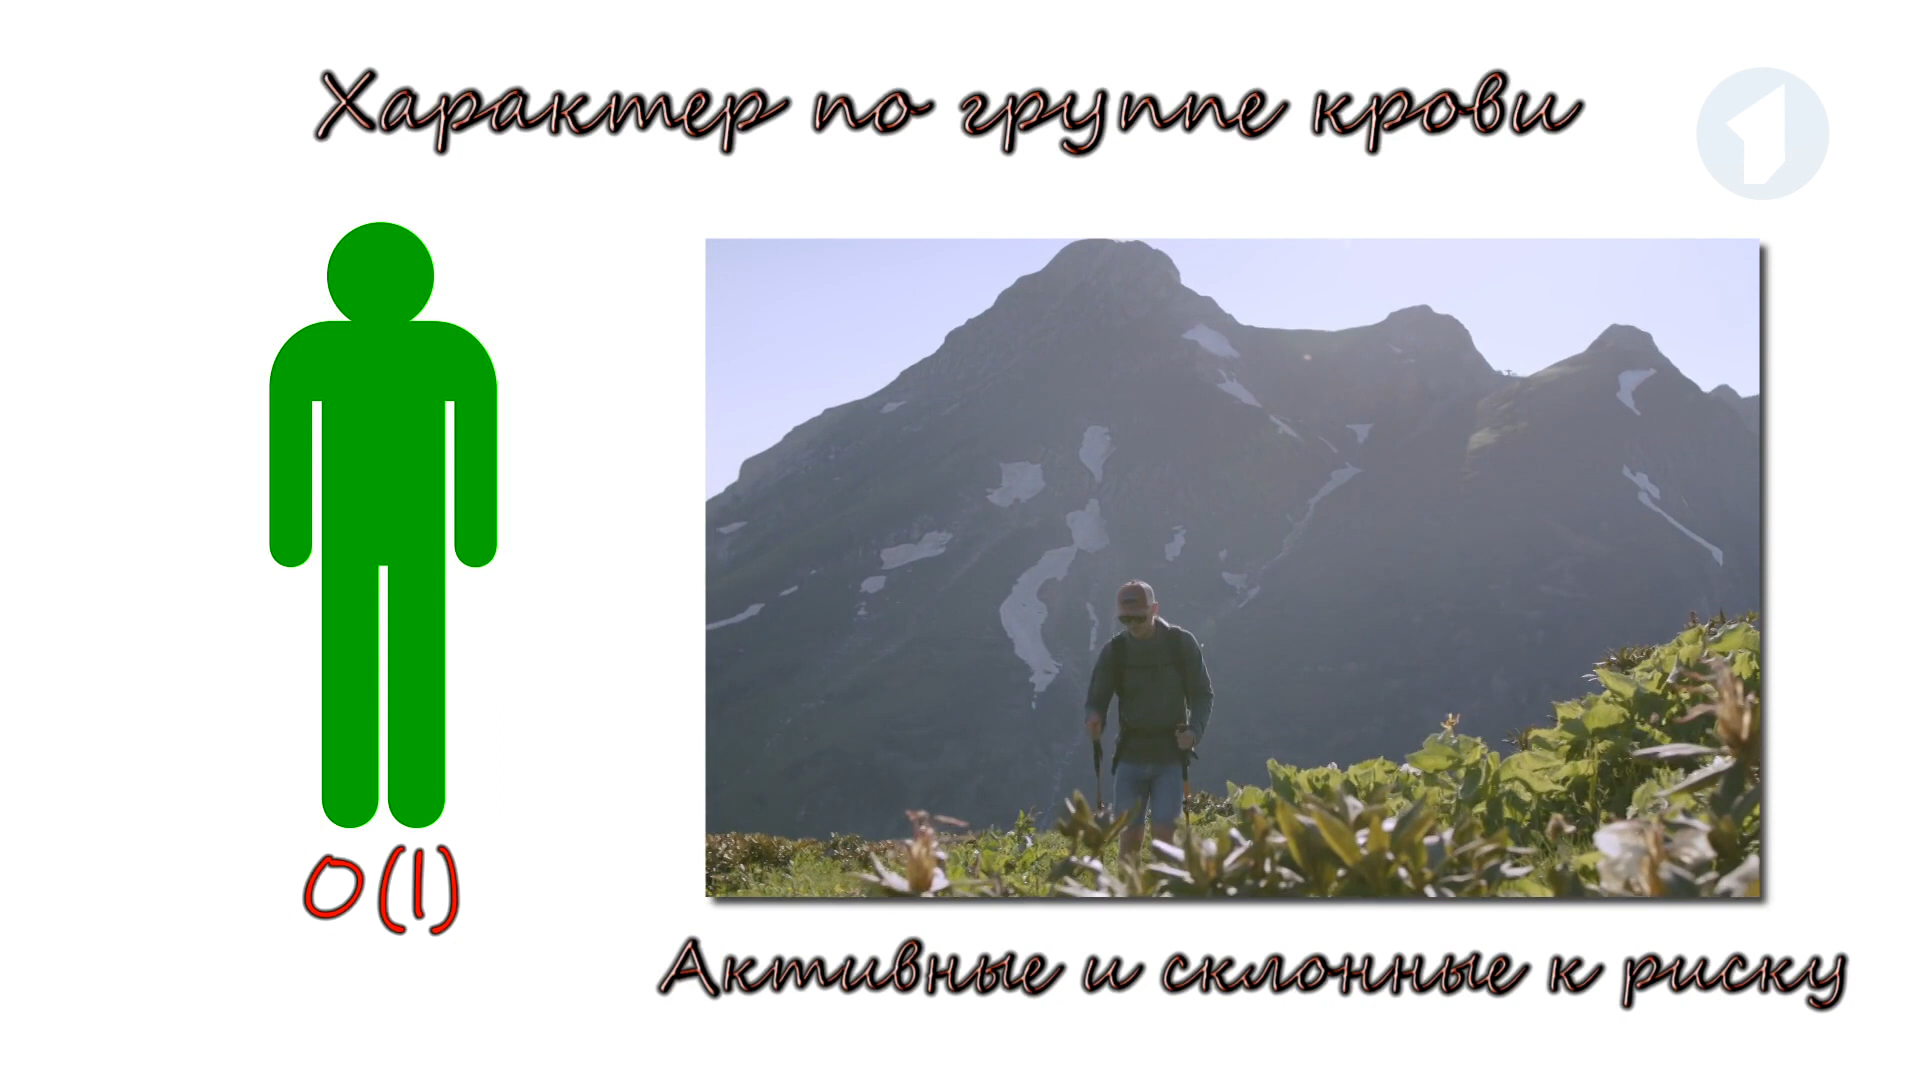 Характер по группе крови
O(I)
Активные и склонные к риску